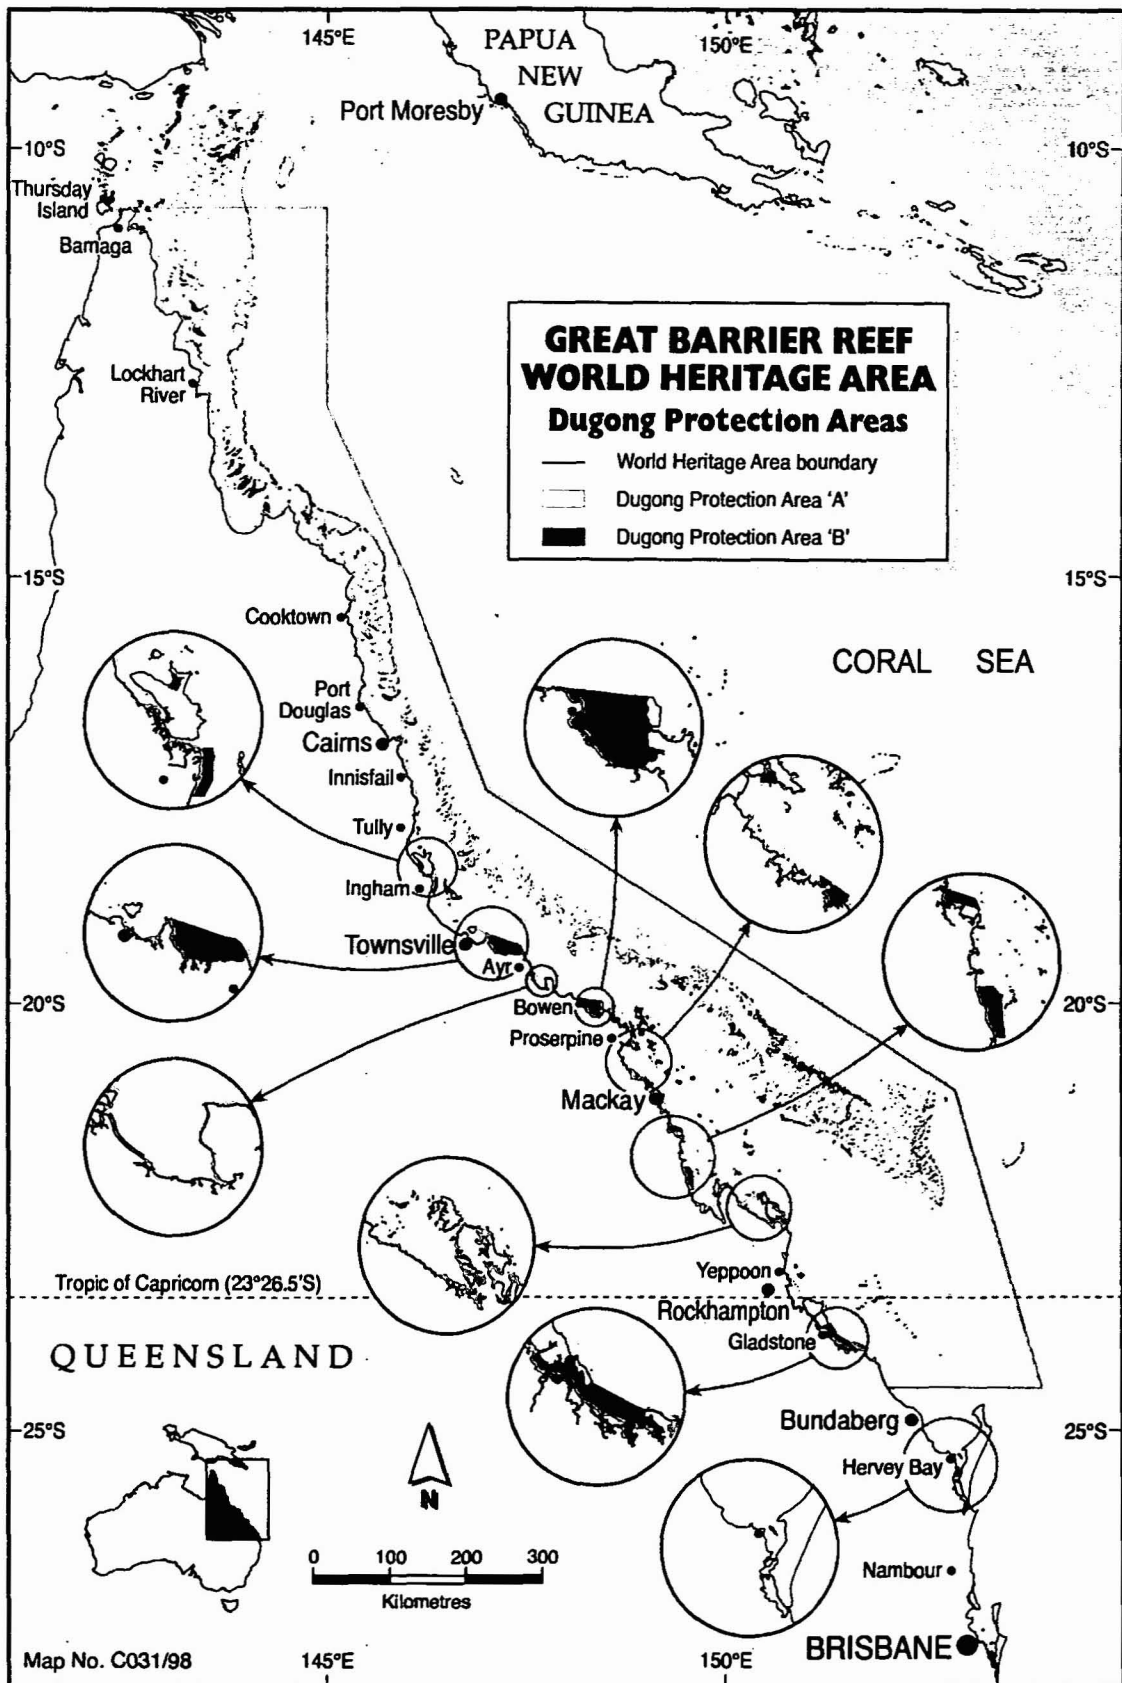 145°E
150°E
PAPUA
NEW
GUINEA
Port Moresby
10°S
10°S
Thursday
Island
Bamaga
GREAT BARRIER REEF
WORLD HERITAGE AREA
Dugong Protection Areas
World Heritage Area boundary
Dugong Protection Area 'A'
Dugong Protection Area 'B'
Lockhart
River
15°S
15°S
Cooktown
CORAL SEA
Port
Douglas
Cairns
Innisfail
Tully
Ingham
Townsville
Ayr
20°S
Bowen
20°S
Proserpine
Mackay
Yeppoon
Tropic of Capricorn (23°26.5'S)
Rockhampton
Gladstone
QUEENSLAND
Bundaberg
25°S
25°S
Hervey Bay
N
0 100 200 300
Kilometres
Nambour
BRISBANE
Map No. C031/98
145°E
150°E